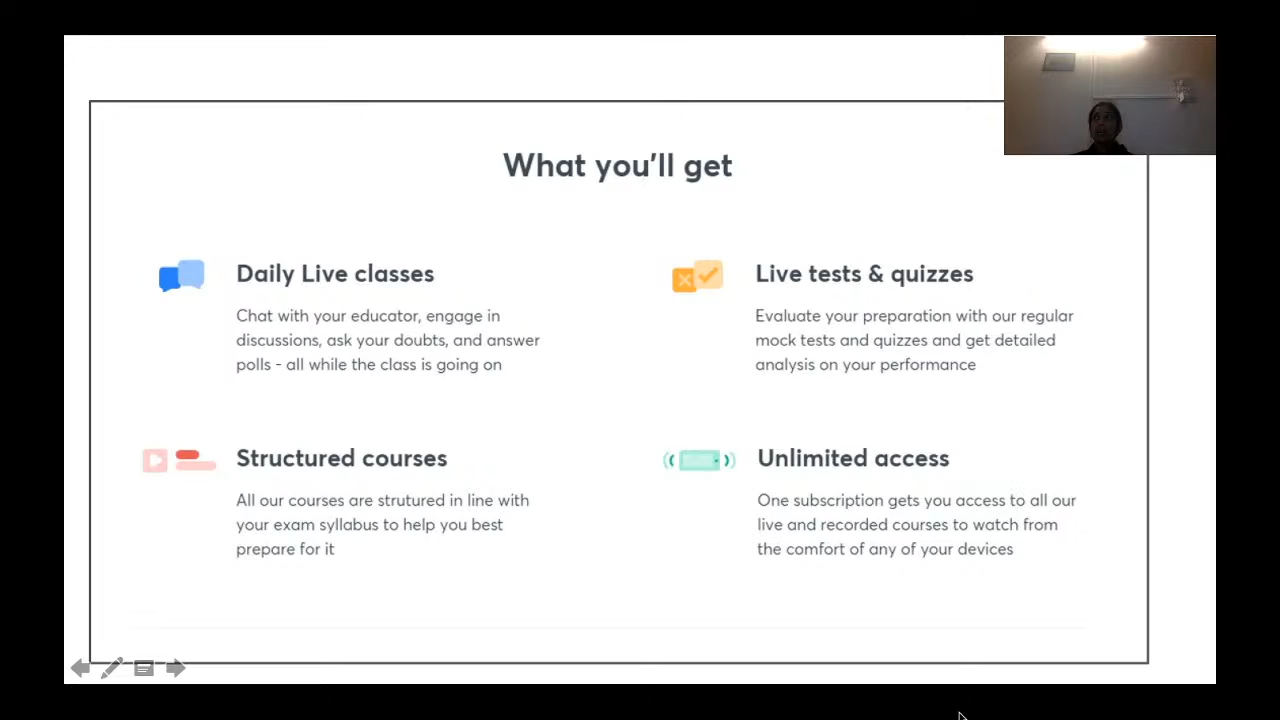 What you'll get
Daily Live classes
Chat with your educator, engage in
discussions, ask your doubts, and answer
polls - all while the class is going on
Live tests & quizzes
Evaluate your preparation with our regular
mock tests and quizzes and get detailed
analysis on your performance
Structured courses
All our courses are strutured in line with
your exam syllabus to help you best
prepare for it
Unlimited access
One subscription gets you access to all our
live and recorded courses to watch from
the comfort of any of your devices